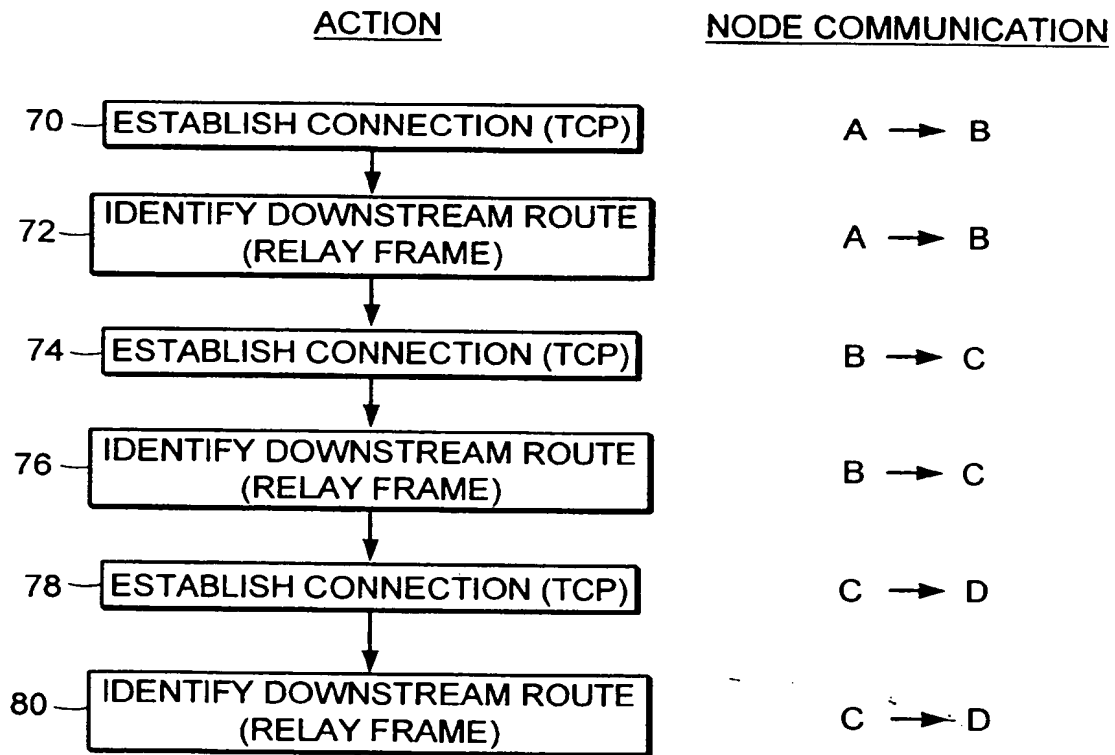 ACTION NODE COMMUNICATION
70 ESTABLISH CONNECTION (TCP) A → B
72 IDENTIFY DOWNSTREAM ROUTE (RELAY FRAME) A → B
74 ESTABLISH CONNECTION (TCP) B → C
76 IDENTIFY DOWNSTREAM ROUTE (RELAY FRAME) B → C
78 ESTABLISH CONNECTION (TCP) C → D
80 IDENTIFY DOWNSTREAM ROUTE (RELAY FRAME) C → D